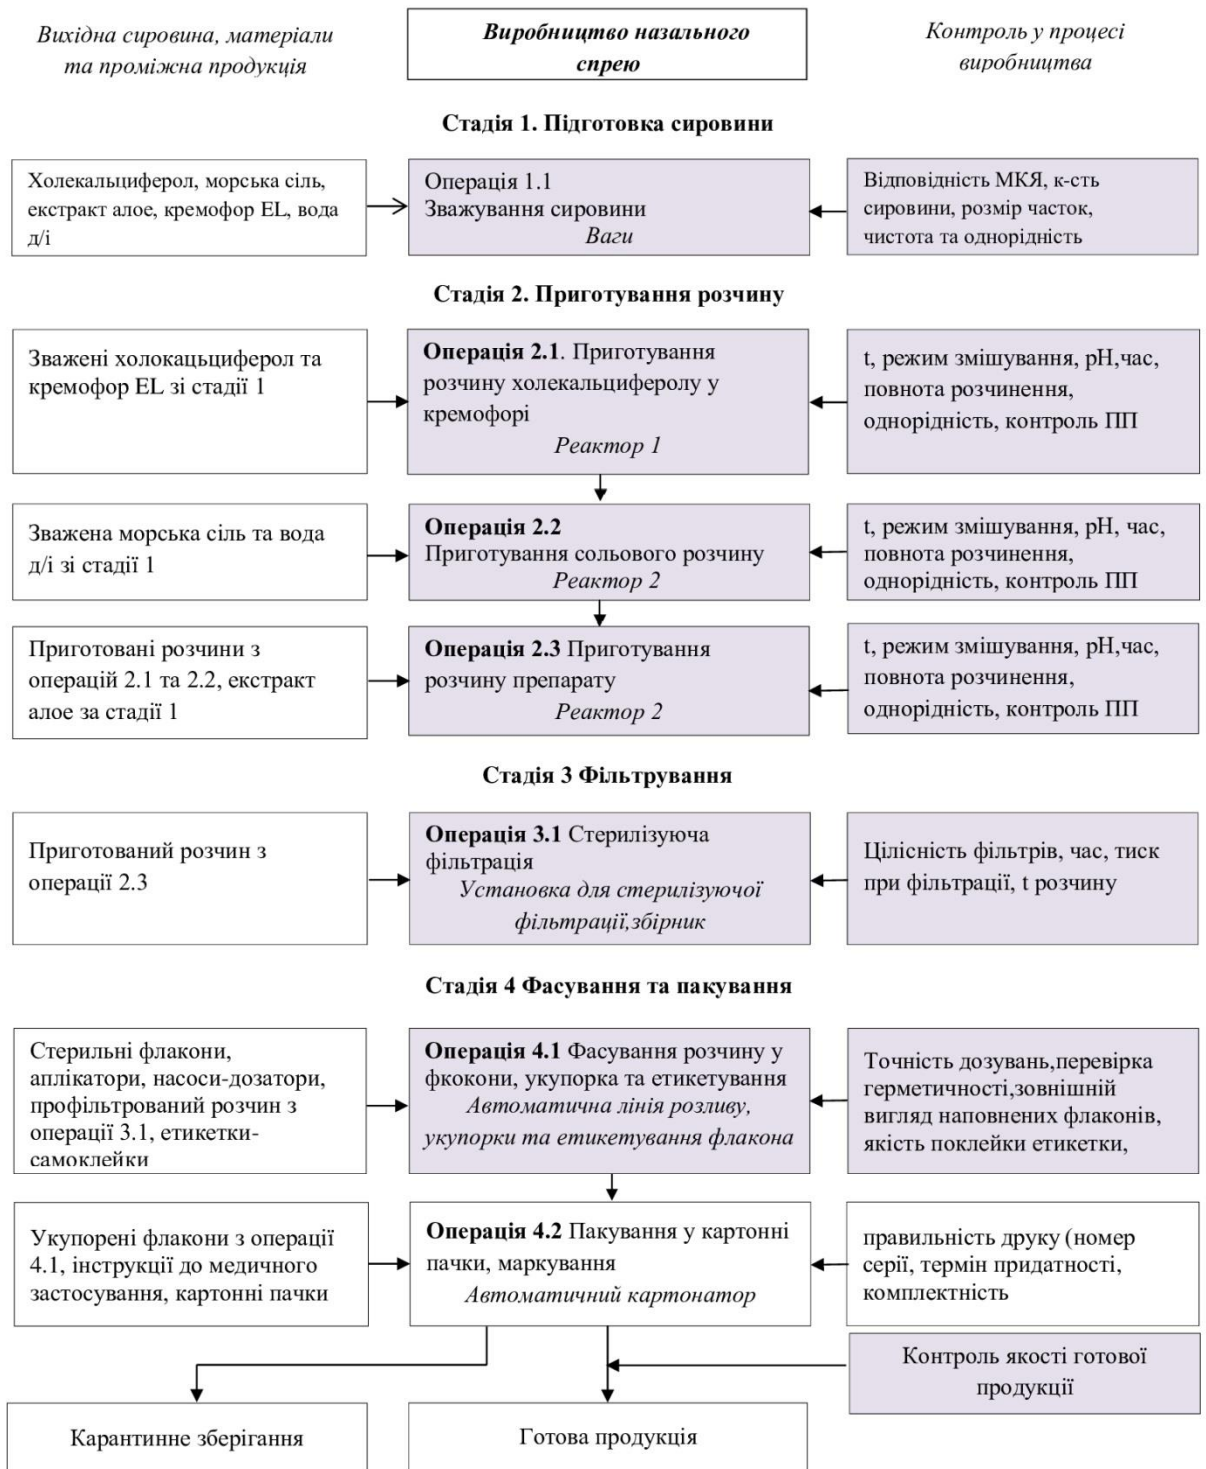 Вихідна сировина, матеріали
та проміжна продукція
Виробництво назального
спрею
Контроль у процесі
виробництва
Стадія 1. Підготовка сировини
Холекальциферол, морська сіль,
екстракт алое, кремофор EL, вода
д/і
Операція 1.1
Зважування сировини
Ваги
Відповідність МКЯ, к-сть
сировини, розмір часток,
чистота та однорідність
Стадія 2. Приготування розчину
Зважені холокацьциферол та
кремофор EL зі стадії 1
Операція 2.1. Приготування
розчину холекальциферолу у
кремофорі
Реактор 1
t, режим змішування, pH,час,
повнота розчинення,
однорідність, контроль ПП
Зважена морська сіль та вода
д/і зі стадії 1
Операція 2.2
Приготування сольового розчину
Реактор 2
t, режим змішування, pH, час,
повнота розчинення,
однорідність, контроль ПП
Приготовані розчини з
операцій 2.1 та 2.2, екстракт
алое за стадії 1
Операція 2.3 Приготування
розчину препарату
Реактор 2
t, режим змішування, pH,час,
повнота розчинення,
однорідність, контроль ПП
Стадія 3 Фільтрування
Приготований розчин з
операції 2.3
Операція 3.1 Стерилізуюча
фільтрація
Установка для стерилізуючої
фільтрації,збірник
Цілісність фільтрів, час, тиск
при фільтрації, t розчину
Стадія 4 Фасування та пакування
Стерильні флакони,
аплікатори, насоси-дозатори,
профільтрований розчин з
операції 3.1, етикетки-
самоклейки
Операція 4.1 Фасування розчину у
фкокони, укупорка та етикетування
Автоматична лінія розливу,
укупорки та етикетування флакона
Точність дозувань,перевірка
герметичності,зовнішній
вигляд наповнених флаконів,
якість поклейки етикетки,
Укупорені флакони з операції
4.1, інструкції до медичного
застосування, картонні пачки
Операція 4.2 Пакування у картонні
пачки, маркування
Автоматичний картонатор
правильність друку (номер
серії, термін придатності,
комплектність
Контроль якості готової
продукції
Карантинне зберігання
Готова продукція